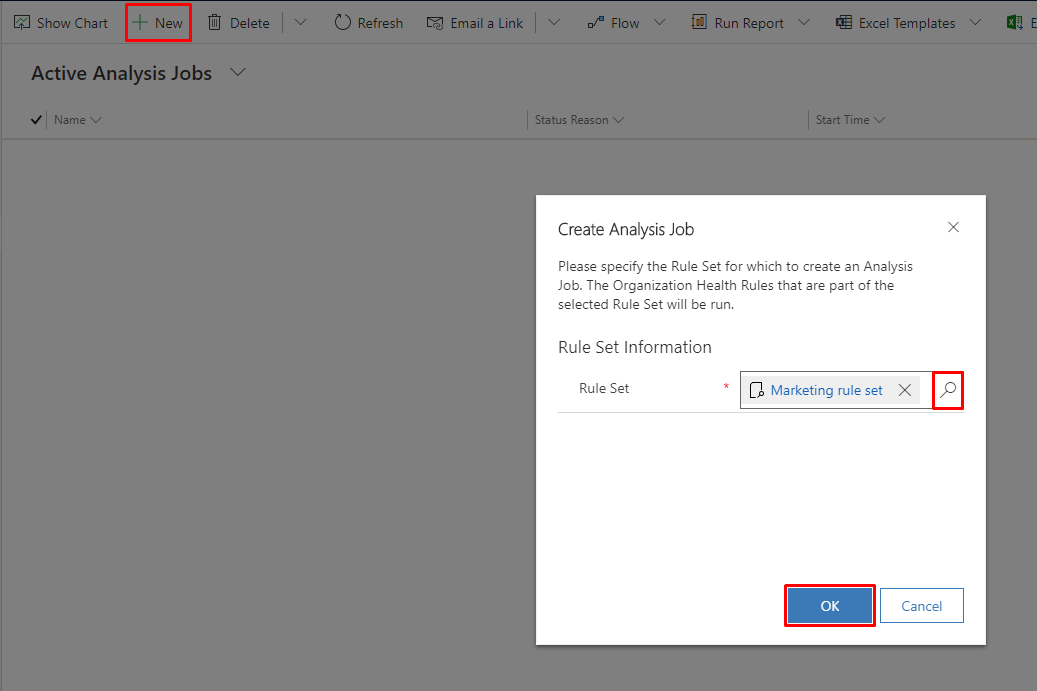 Show Chart New Delete Refresh Email a Link Flow Run Report Excel Templates
Active Analysis Jobs
Name Status Reason Start Time
Create Analysis Job
Please specify the Rule Set for which to create an Analysis
Job. The Organization Health Rules that are part of the
selected Rule Set will be run.
Rule Set Information
Rule Set * Marketing rule set
OK Cancel